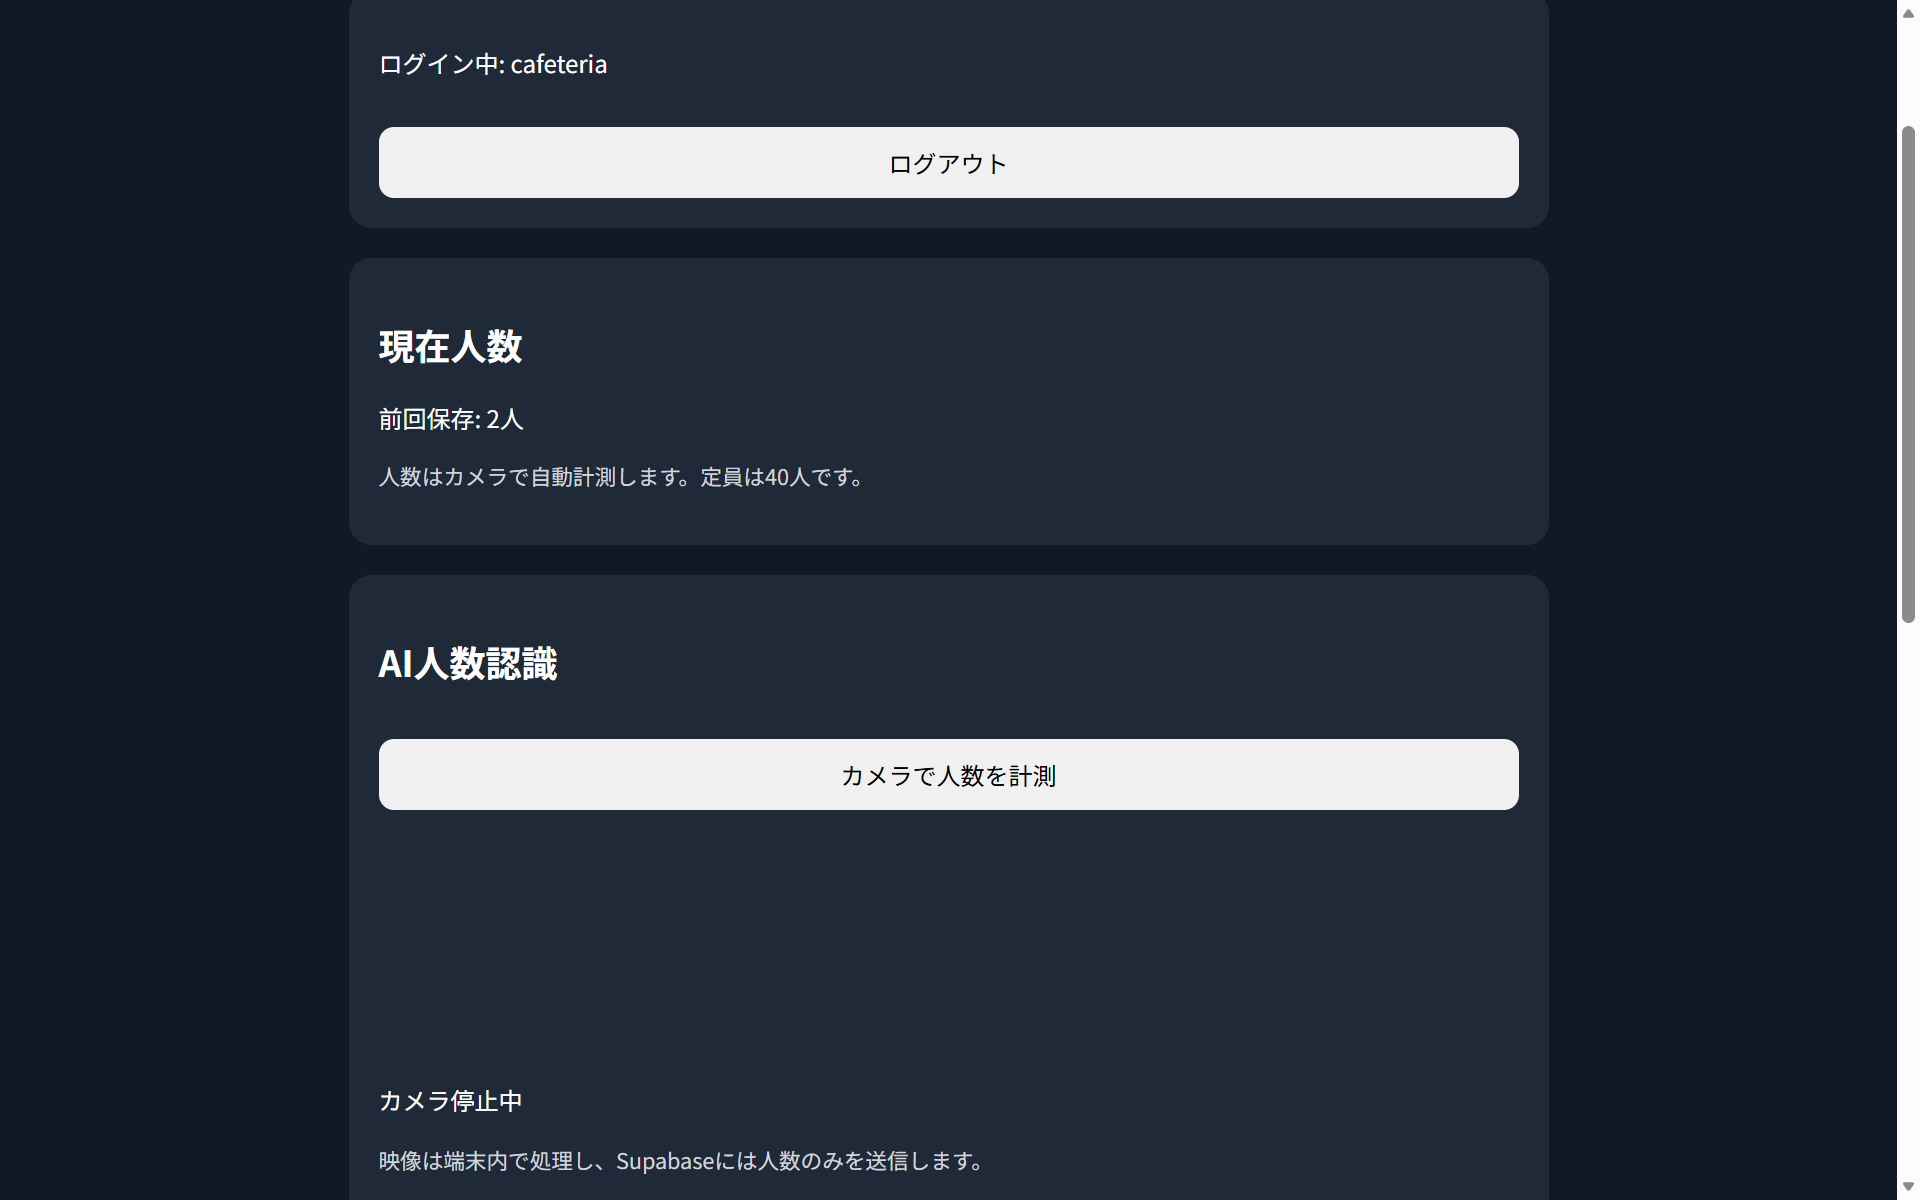 ログイン中: cafeteria
ログアウト
現在人数
前回保存: 2人
人数はカメラで自動計測します。定員は40人です。
AI人数認識
カメラで人数を計測
カメラ停止中
映像は端末内で処理し、Supabaseには人数のみを送信します。